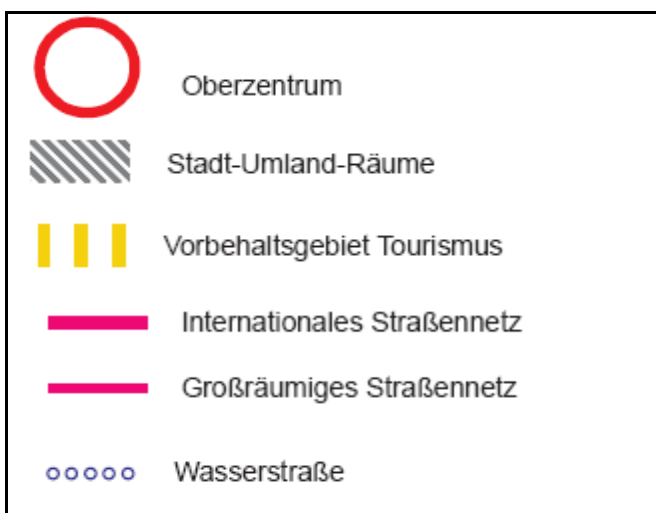 Oberzentrum
Stadt-Umland-Räume
Vorbehaltsgebiet Tourismus
Internationales Straßennetz
Großräumiges Straßennetz
Wasserstraße